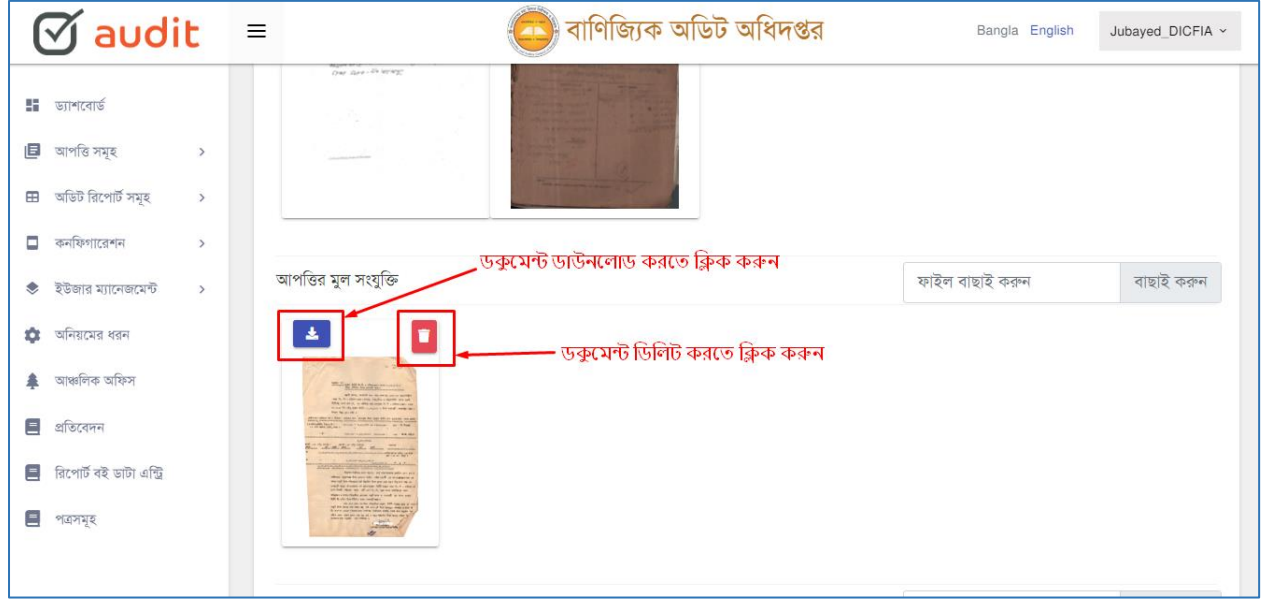 audit
বাণিজ্যিক অডিট অধিদপ্তর
Bangla English
Jubayed_DICFIA
ড্যাশবোর্ড
আপত্তি সমূহ
অডিট রিপোর্ট সমূহ
কনফিগারেশন
ইউজার ম্যানেজমেন্ট
অনিয়মের ধরন
আঞ্চলিক অফিস
প্রতিবেদন
রিপোর্ট বই ডাটা এন্ট্রি
পত্রসমূহ
ডকুমেন্ট ডাউনলোড করতে ক্লিক করুন
আপত্তির মুল সংযুক্তি
ফাইল বাছাই করুন
বাছাই করুন
ডকুমেন্ট ডিলিট করতে ক্লিক করুন